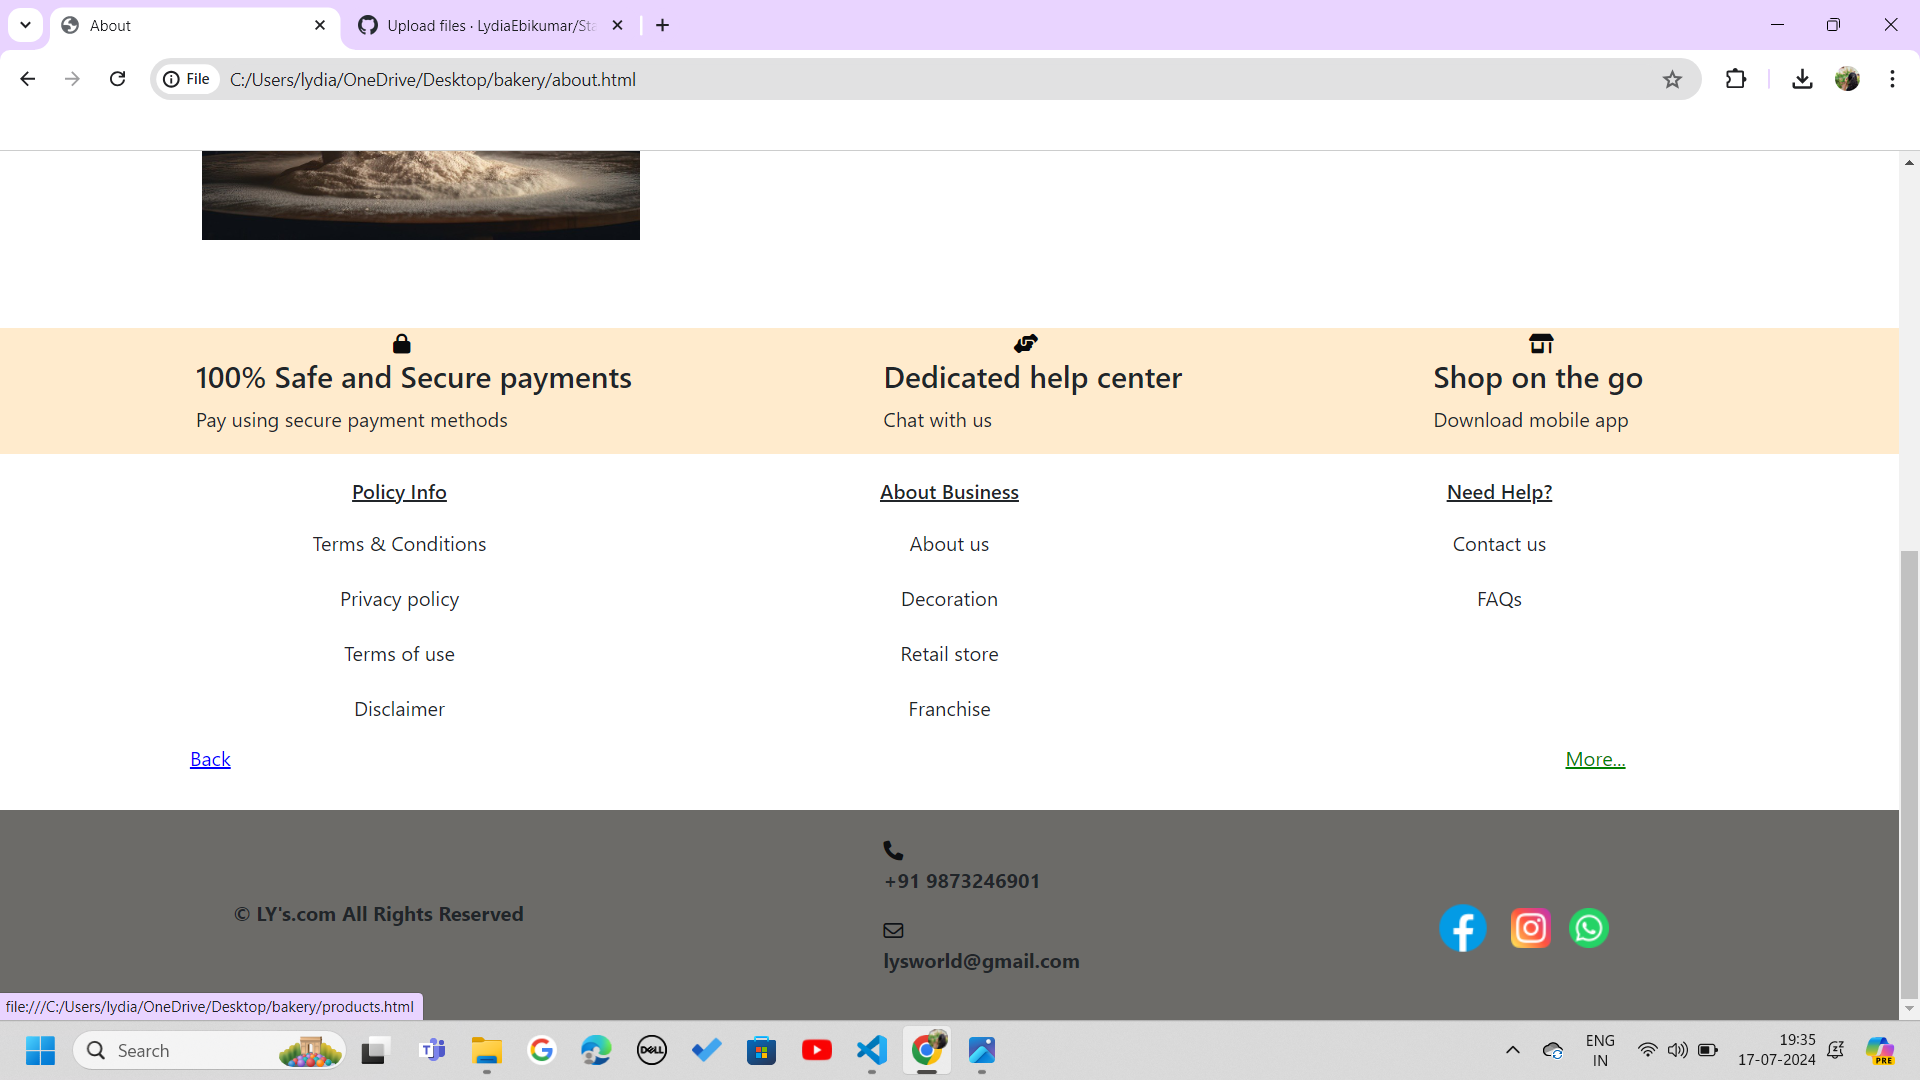 About
Upload files · LydiaEbikumar/Sta
File
C:/Users/lydia/OneDrive/Desktop/bakery/about.html
100% Safe and Secure payments
Pay using secure payment methods
Dedicated help center
Chat with us
Shop on the go
Download mobile app
Policy Info
Terms & Conditions
Privacy policy
Terms of use
Disclaimer
About Business
About us
Decoration
Retail store
Franchise
Need Help?
Contact us
FAQs
Back
More...
© LY's.com All Rights Reserved
+91 9873246901
lysworld@gmail.com
file:///C:/Users/lydia/OneDrive/Desktop/bakery/products.html
Search
DELL
ENG
IN
19:35
17-07-2024
PRE